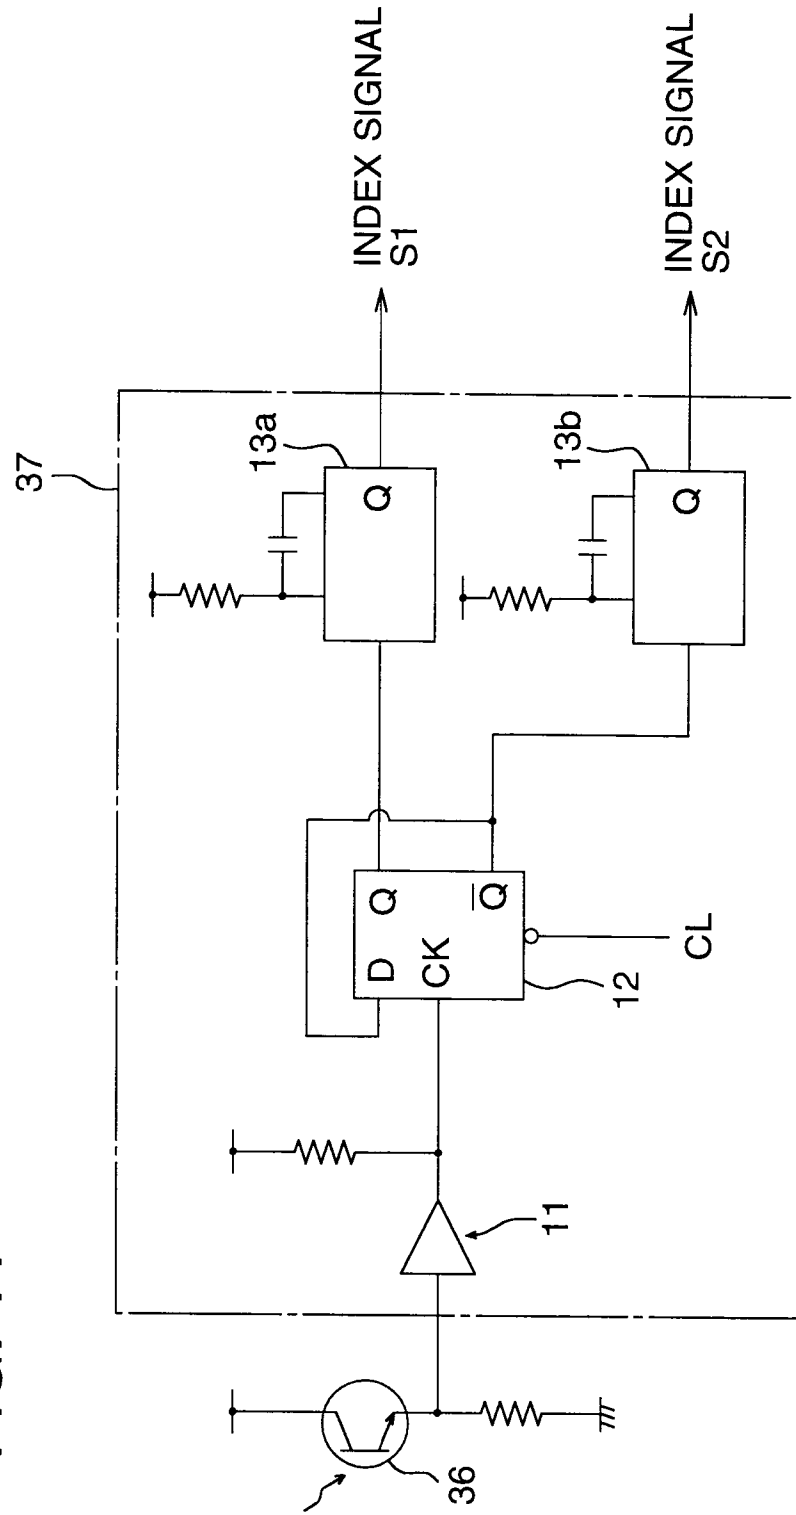 37
13a
Q
INDEX SIGNAL
S1
13b
Q
INDEX SIGNAL
S2
D
Q
CK
Q̅
12
CL
11
36